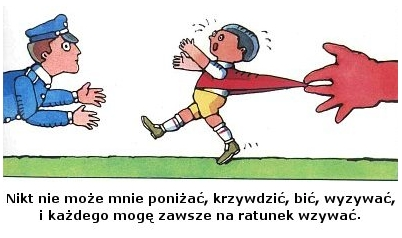 Nikt nie może mnie poniżać, krzywdzić, bić, wyzywać,
i każdego mogę zawsze na ratunek wzywać.